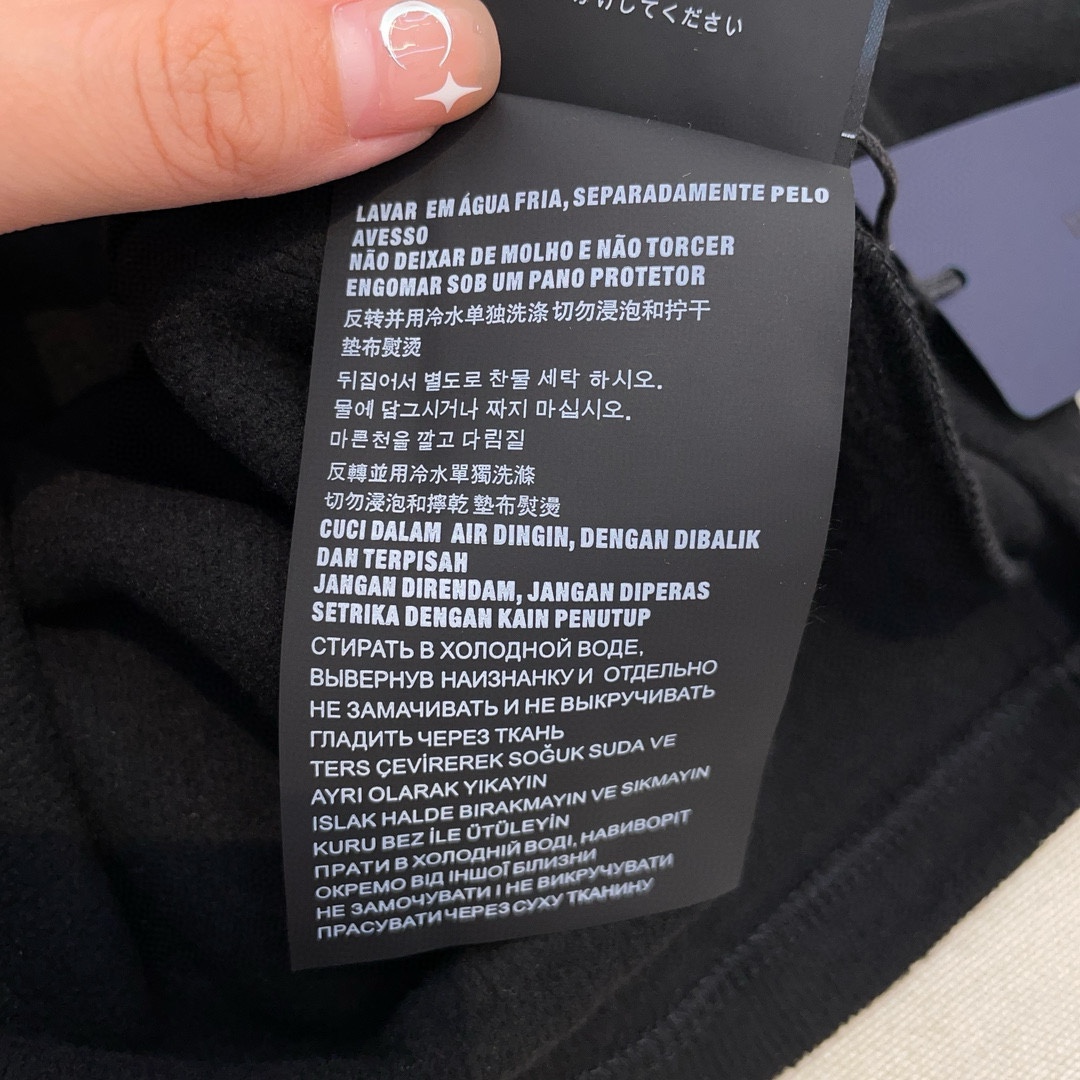 してください
LAVAR EM ÁGUA FRIA, SEPARADAMENTE PELO
AVESSO
NÃO DEIXAR DE MOLHO E NÃO TORCER
ENGOMAR SOB UM PANO PROTETOR
反转并用冷水单独洗涤 切勿浸泡和拧干
垫布熨烫
뒤집어서 별도로 찬물 세탁 하시오.
물에 담그시거나 짜지 마십시오.
마른천을 깔고 다림질
反轉並用冷水單獨洗滌
切勿浸泡和擰乾 墊布熨燙
CUCI DALAM AIR DINGIN, DENGAN DIBALIK
DAN TERPISAH
JANGAN DIRENDAM, JANGAN DIPERAS
SETRIKA DENGAN KAIN PENUTUP
СТИРАТЬ В ХОЛОДНОЙ ВОДЕ,
ВЫВЕРНУВ НАИЗНАНКУ И ОТДЕЛЬНО
НЕ ЗАМАЧИВАТЬ И НЕ ВЫКРУЧИВАТЬ
ГЛАДИТЬ ЧЕРЕЗ ТКАНЬ
TERS ÇEVİREREK SOĞUK SUDA VE
AYRI OLARAK YIKAYIN
ISLAK HALDE BIRAKMAYIN VE SIKMAYIN
KURU BEZ İLE ÜTÜLEYİN
ПРАТИ В ХОЛОДНІЙ ВОДІ, НАВИВОРІТ
ОКРЕМО ВІД ІНШОЇ БІЛИЗНИ
НЕ ЗАМОЧУВАТИ І НЕ ВИКРУЧУВАТИ
ПРАСУВАТИ ЧЕРЕЗ СУХУ ТКАНИНУ